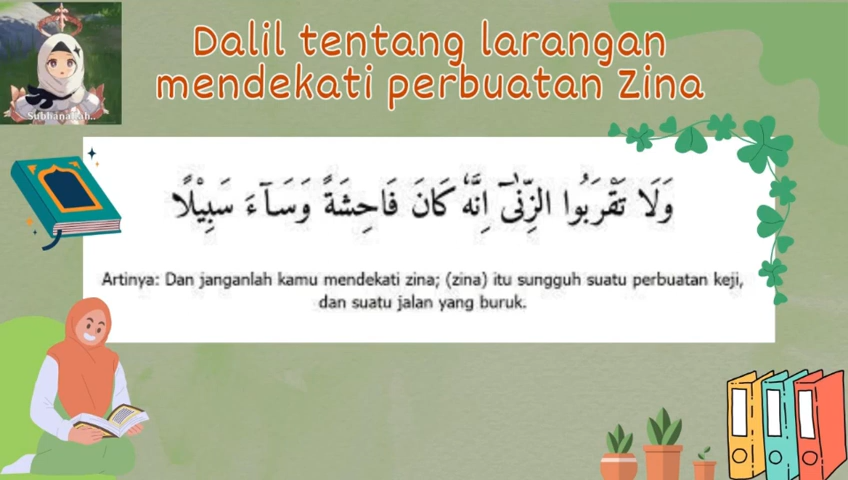 Dalil tentang larangan
mendekati perbuatan Zina
Subhanallah..
وَلَا تَقْرَبُوا الزِّنٰىٓ اِنَّهٗ كَانَ فَاحِشَةً وَسَاۤءَ سَبِيْلًا
Artinya: Dan janganlah kamu mendekati zina; (zina) itu sungguh suatu perbuatan keji,
dan suatu jalan yang buruk.